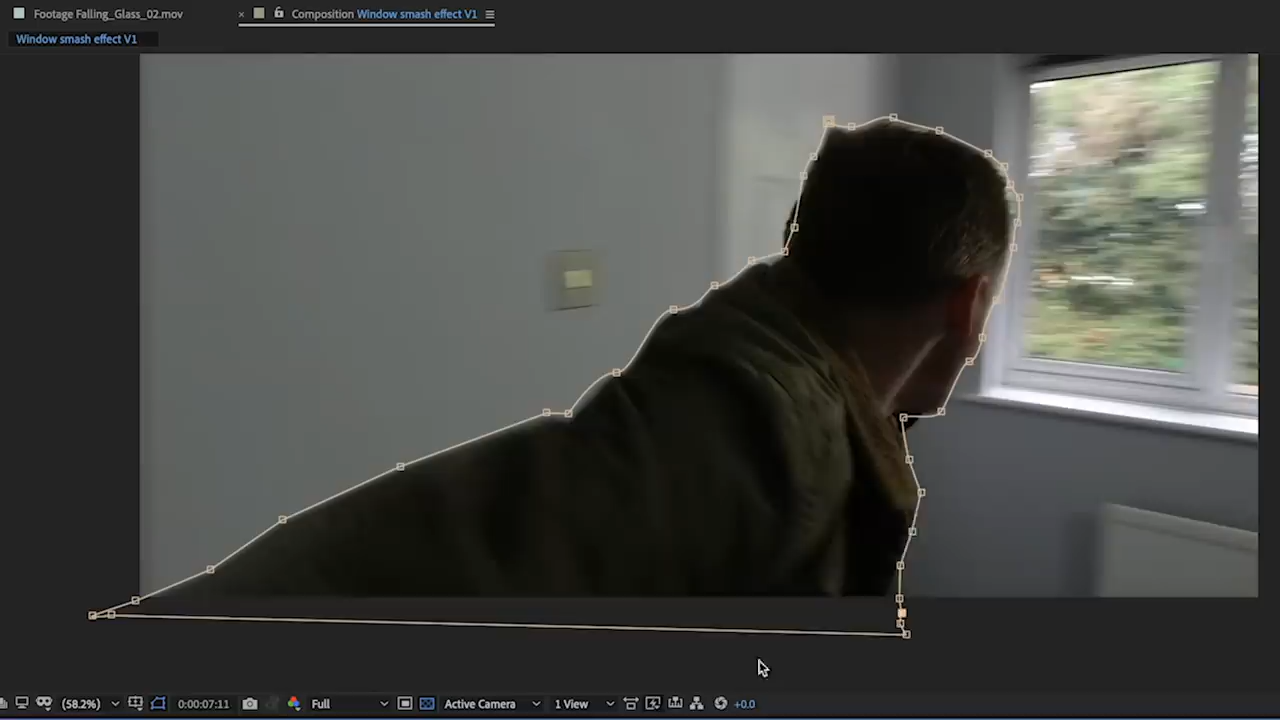 Footage Falling_Glass_02.mov
Composition Window smash effect V1
Window smash effect V1
(58.2%) 0:00:07:11 Full Active Camera 1 View +0.0